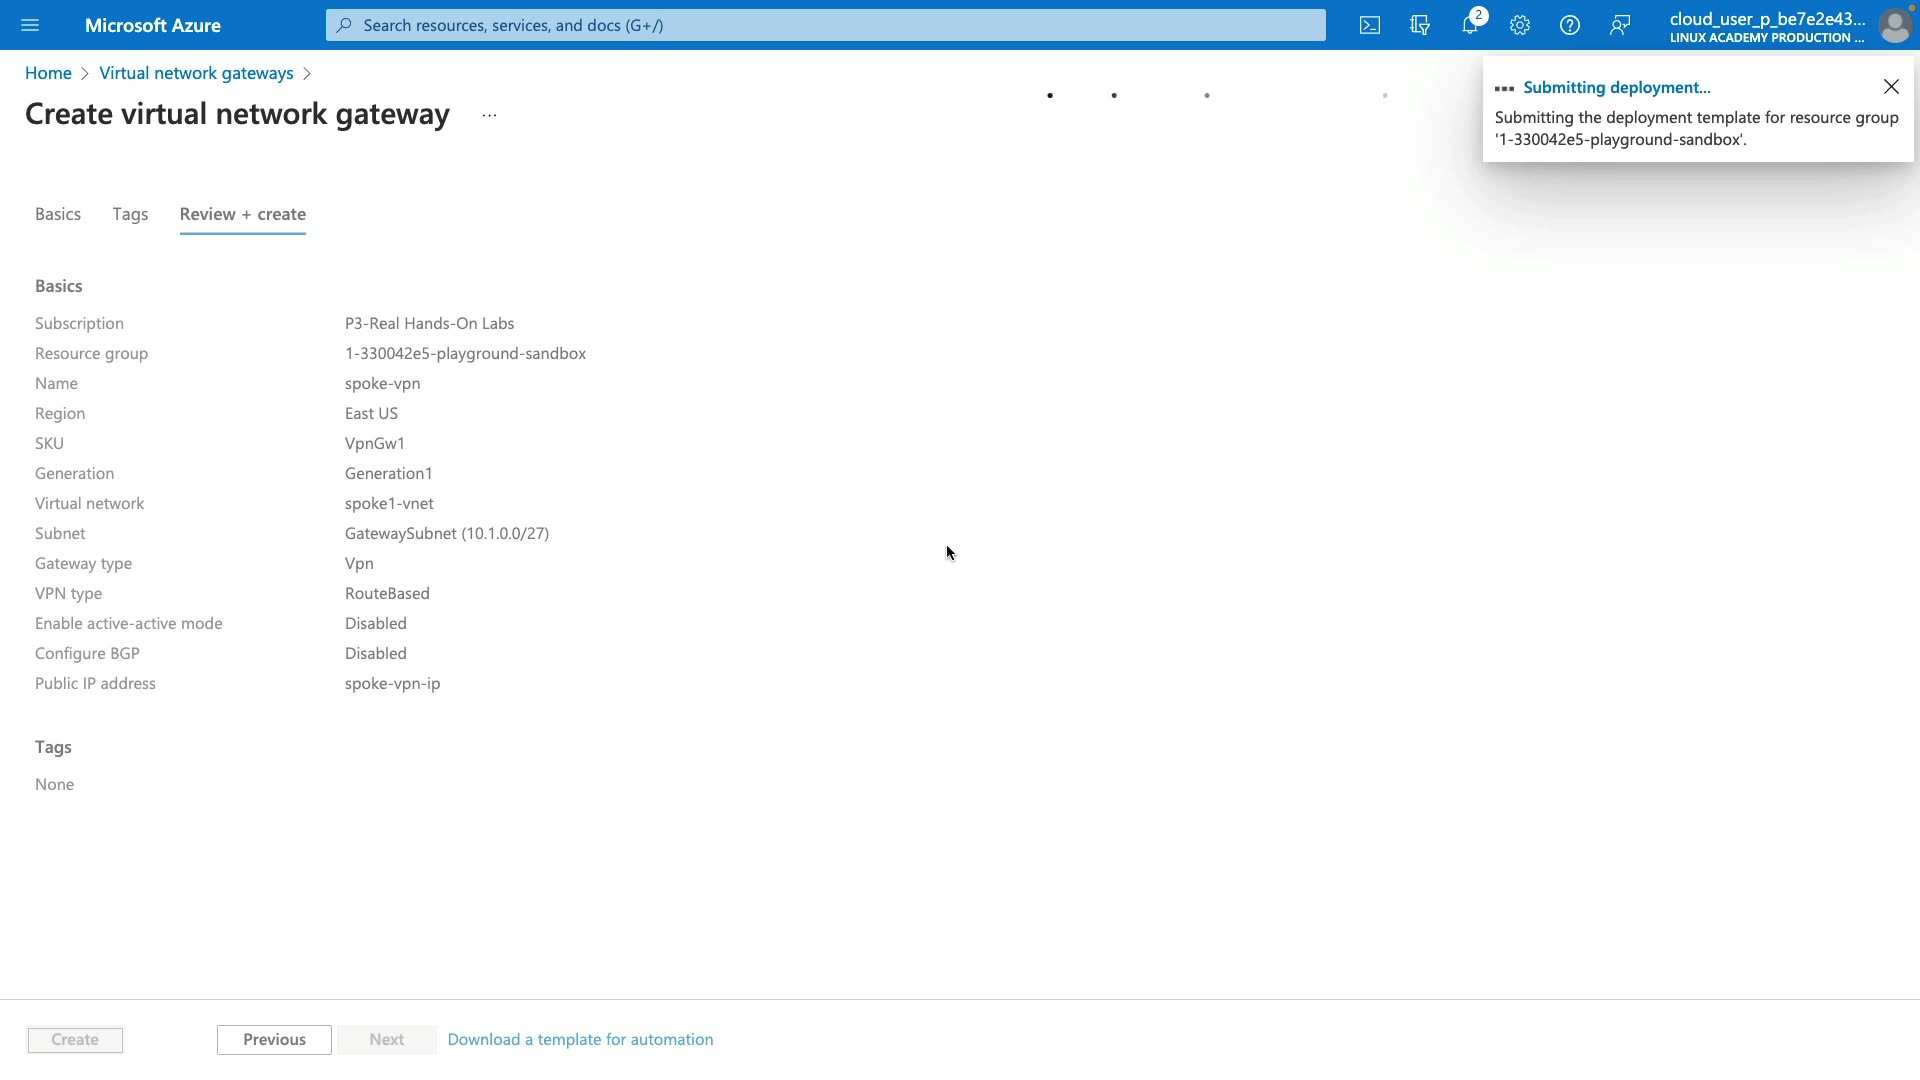 Microsoft Azure
Search resources, services, and docs (G+/)
2
cloud_user_p_be7e2e43...
LINUX ACADEMY PRODUCTION ...
Home > Virtual network gateways >
Create virtual network gateway ...
Submitting deployment...
Submitting the deployment template for resource group
'1-330042e5-playground-sandbox'.
Basics Tags Review + create
Basics
Subscription P3-Real Hands-On Labs
Resource group 1-330042e5-playground-sandbox
Name spoke-vpn
Region East US
SKU VpnGw1
Generation Generation1
Virtual network spoke1-vnet
Subnet GatewaySubnet (10.1.0.0/27)
Gateway type Vpn
VPN type RouteBased
Enable active-active mode Disabled
Configure BGP Disabled
Public IP address spoke-vpn-ip
Tags
None
Create Previous Next Download a template for automation